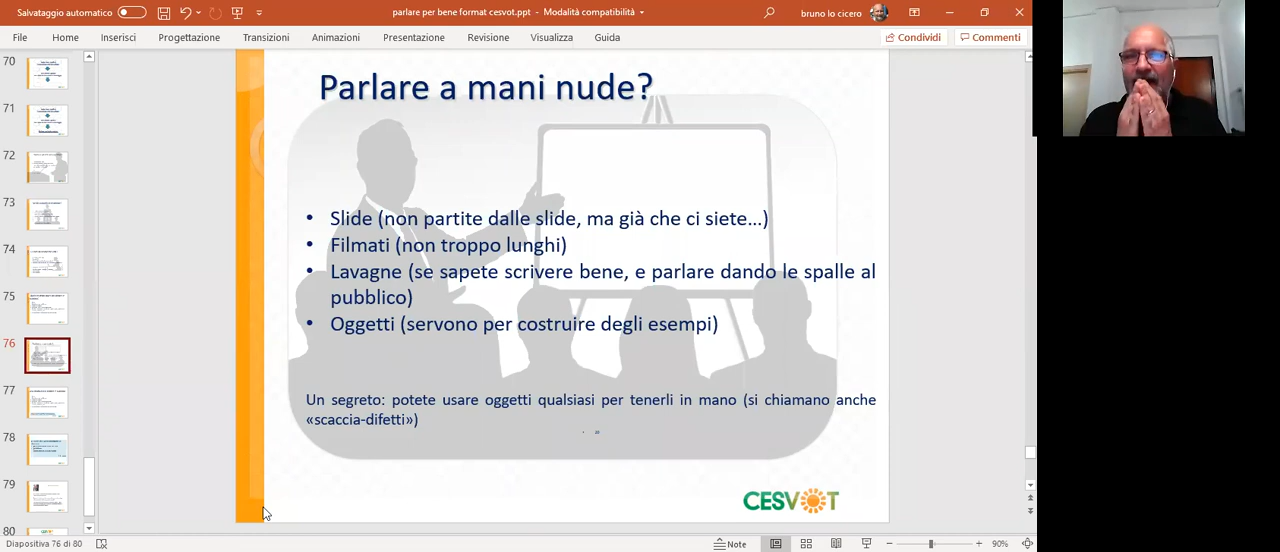 Salvataggio automatico
parlare per bene format cesvot.ppt - Modalità compatibilità
bruno lo cicero
File Home Inserisci Progettazione Transizioni Animazioni Presentazione Revisione Visualizza Guida
Condividi Commenti
70
71
72
73
74
75
76
77
78
79
80
Parlare a mani nude?
• Slide (non partite dalle slide, ma già che ci siete...)
• Filmati (non troppo lunghi)
• Lavagne (se sapete scrivere bene, e parlare dando le spalle al
pubblico)
• Oggetti (servono per costruire degli esempi)
Un segreto: potete usare oggetti qualsiasi per tenerli in mano (si chiamano anche
«scaccia-difetti»)
CESVOT
Diapositiva 76 di 80
Note
90%